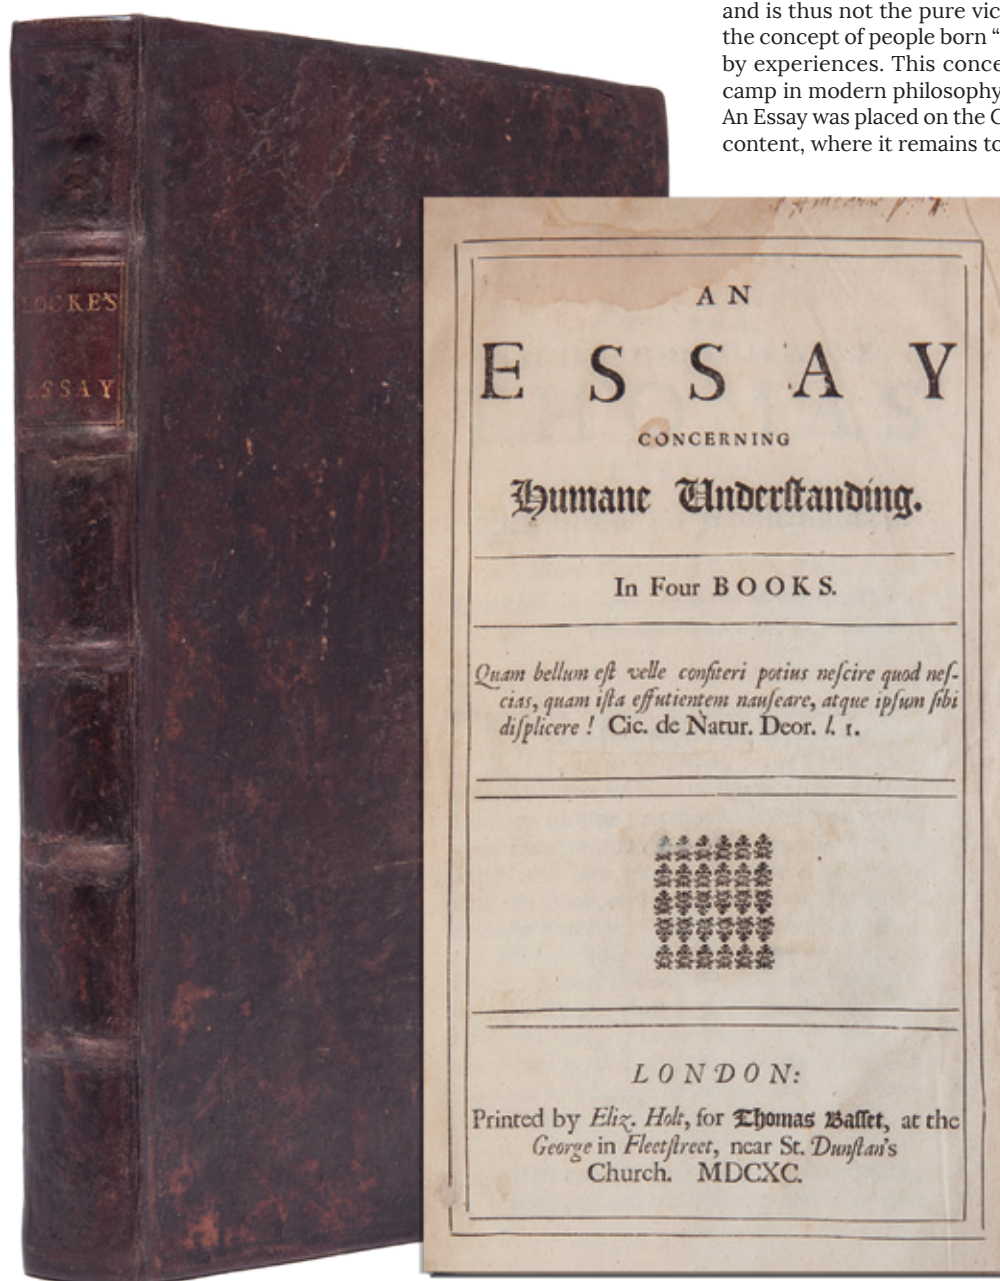 and is thus not the pure vic
the concept of people born “
by experiences. This conce
camp in modern philosophy
An Essay was placed on the C
content, where it remains to
LOCKE'S
ESSAY
AN
ESSAY
CONCERNING
Humane Underſtanding.
In Four BOOKS.
Quam bellum eſt velle confiteri potius neſcire quod neſ-
cias, quam iſta effutientem nauſeare, atque ipſum ſibi
diſplicere ! Cic. de Natur. Deor. l. 1.
LONDON:
Printed by Eliz. Holt, for Thomas Baſſet, at the
George in Fleetſtreet, near St. Dunſtan's
Church. MDCXC.